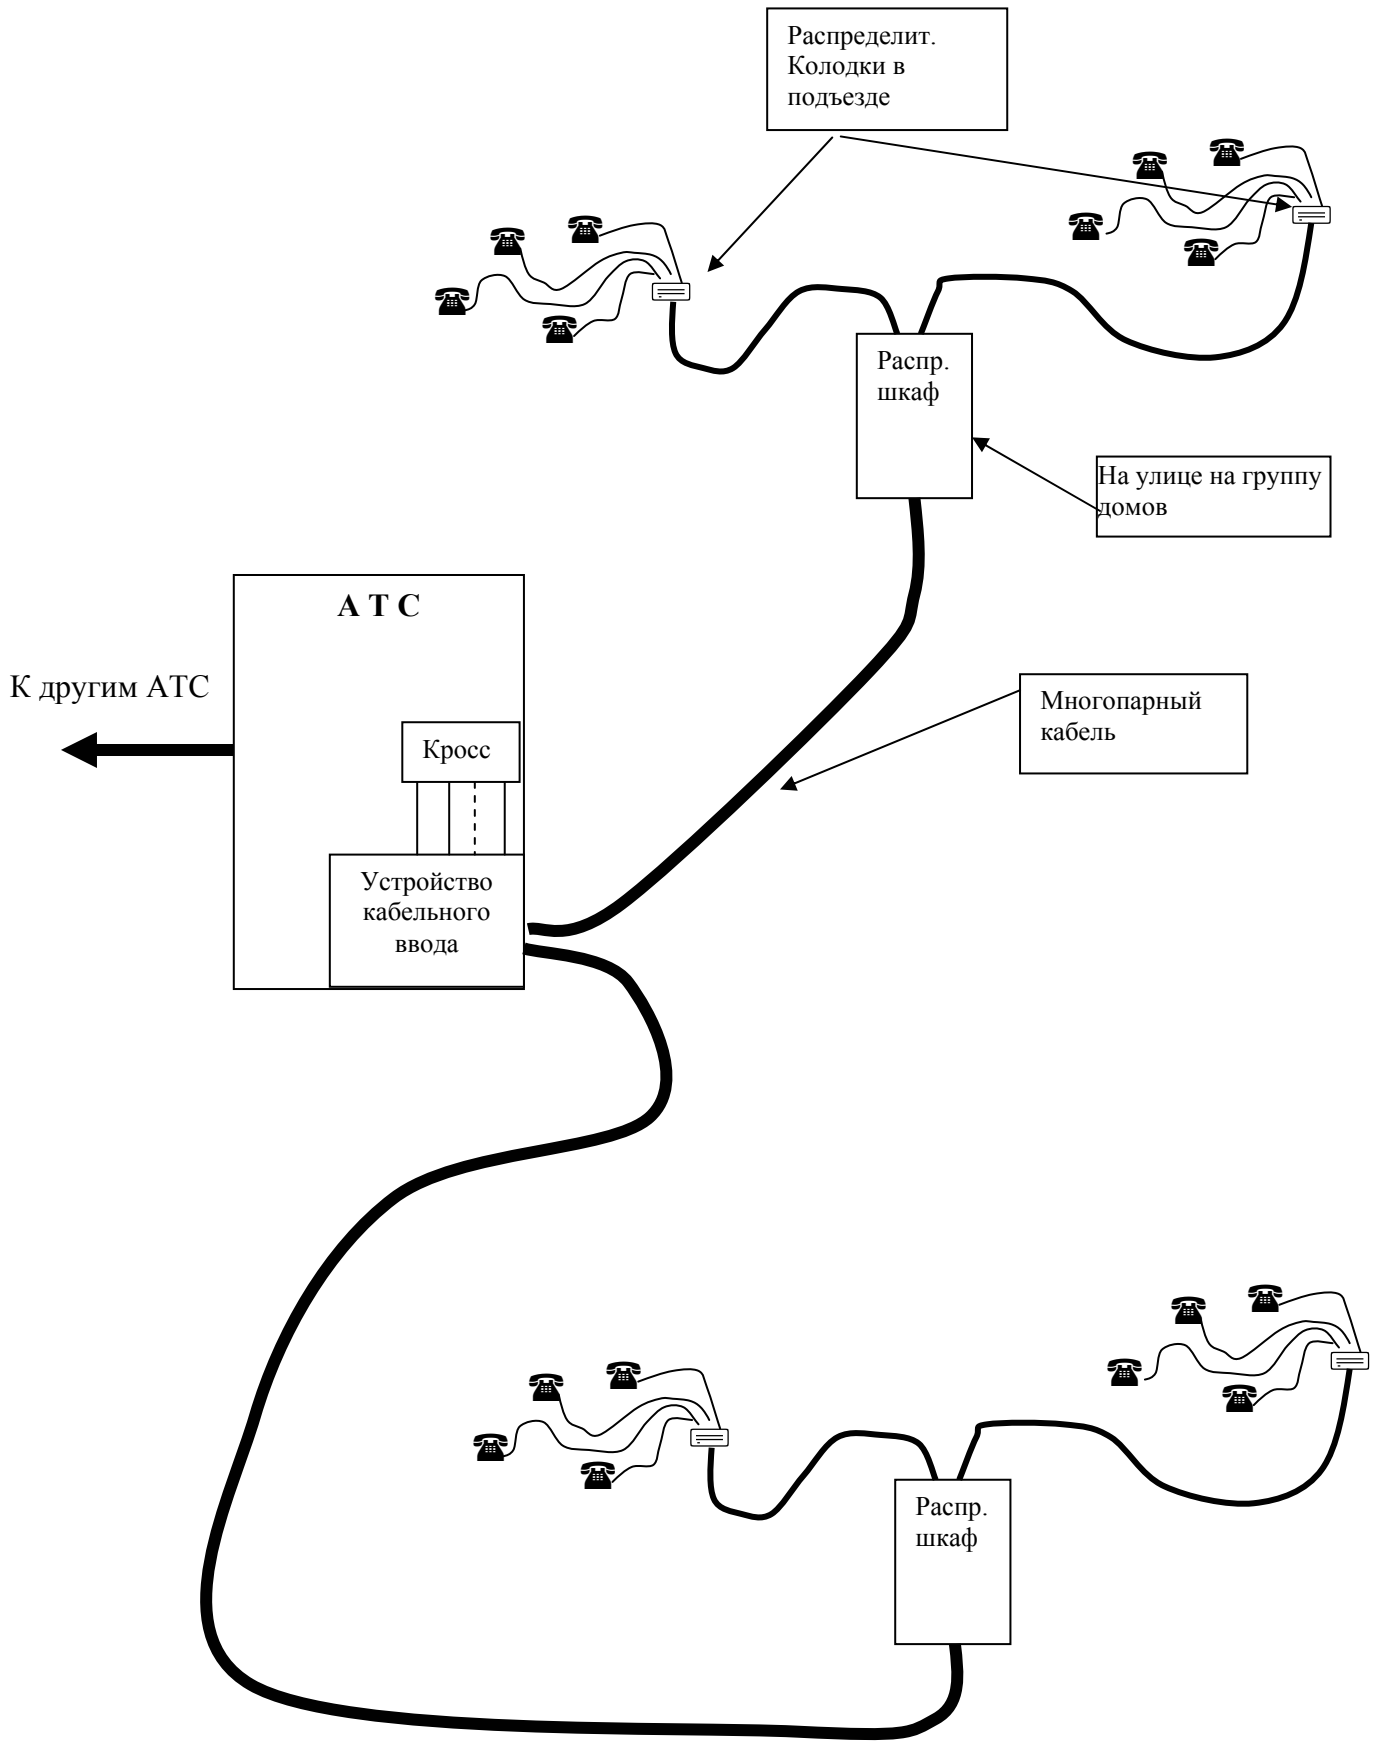 Распределит.
Колодки в
подъезде
Распр.
шкаф
На улице на группу
домов
А Т С
К другим АТС
Многопарный
кабель
Кросс
Устройство
кабельного
ввода
Распр.
шкаф